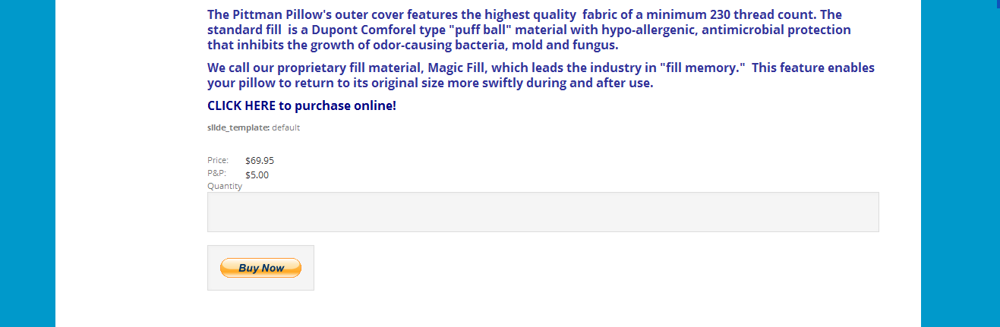 The Pittman Pillow's outer cover features the highest quality  fabric of a minimum 230 thread count. The
standard fill  is a Dupont Comforel type "puff ball" material with hypo-allergenic, antimicrobial protection
that inhibits the growth of odor-causing bacteria, mold and fungus.
We call our proprietary fill material, Magic Fill, which leads the industry in "fill memory."  This feature enables
your pillow to return to its original size more swiftly during and after use.
CLICK HERE to purchase online!
slide_template: default
Price: $69.95
P&P: $5.00
Quantity
Buy Now